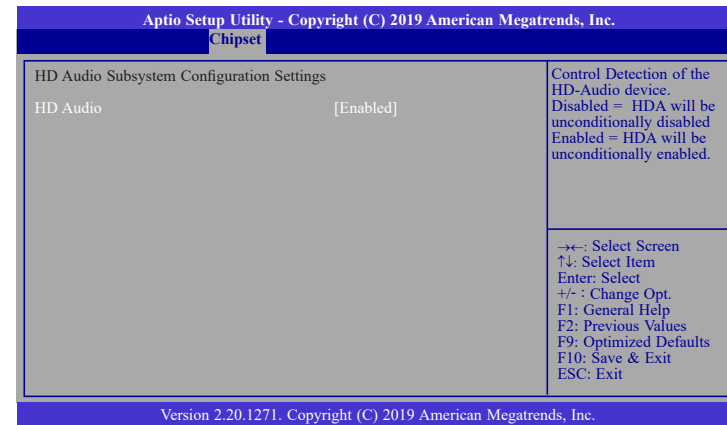 Aptio Setup Utility - Copyright (C) 2019 American Megatrends, Inc.
Chipset
HD Audio Subsystem Configuration Settings
HD Audio [Enabled]
Control Detection of the
HD-Audio device.
Disabled = HDA will be
unconditionally disabled
Enabled = HDA will be
unconditionally enabled.
→←: Select Screen
↑↓: Select Item
Enter: Select
+/- : Change Opt.
F1: General Help
F2: Previous Values
F9: Optimized Defaults
F10: Save & Exit
ESC: Exit
Version 2.20.1271. Copyright (C) 2019 American Megatrends, Inc.